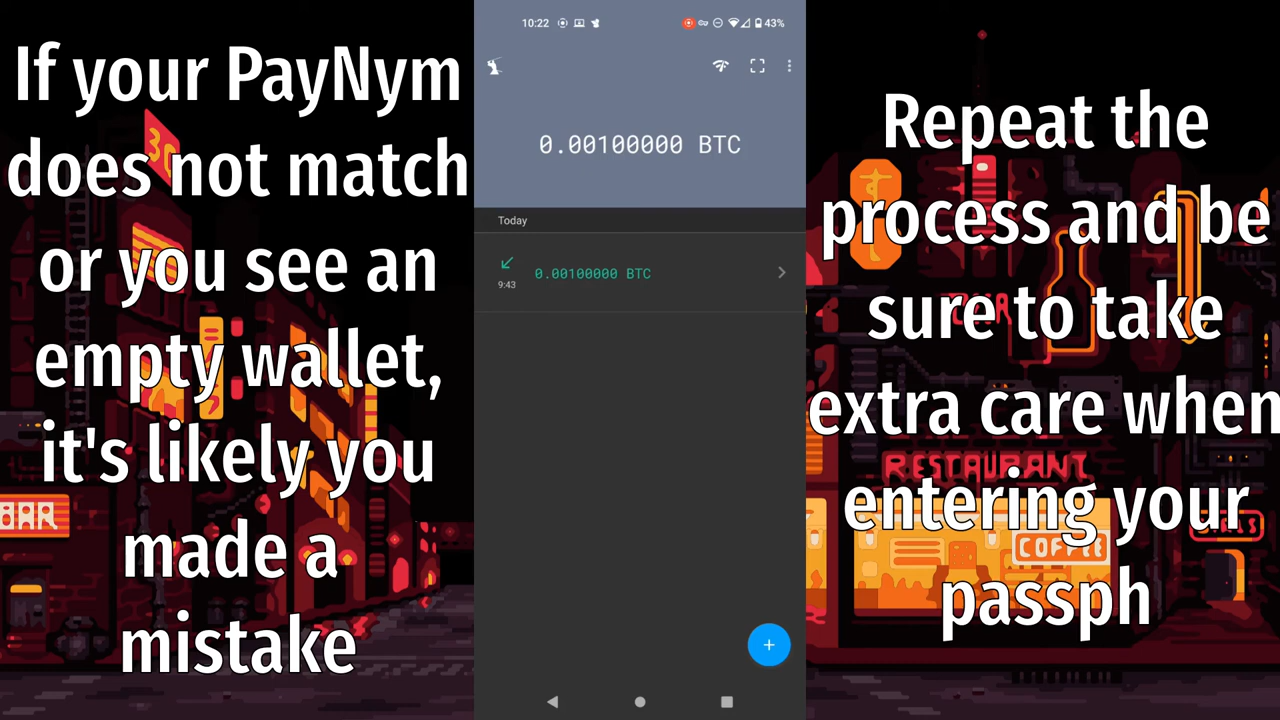 If your PayNym
does not match
or you see an
empty wallet,
it's likely you
made a
mistake
10:22
43%
0.00100000 BTC
Today
0.00100000 BTC
9:43
+
Repeat the
process and be
sure to take
extra care when
entering your
passph
BAR
BAR
RESTAURANT
COFFEE